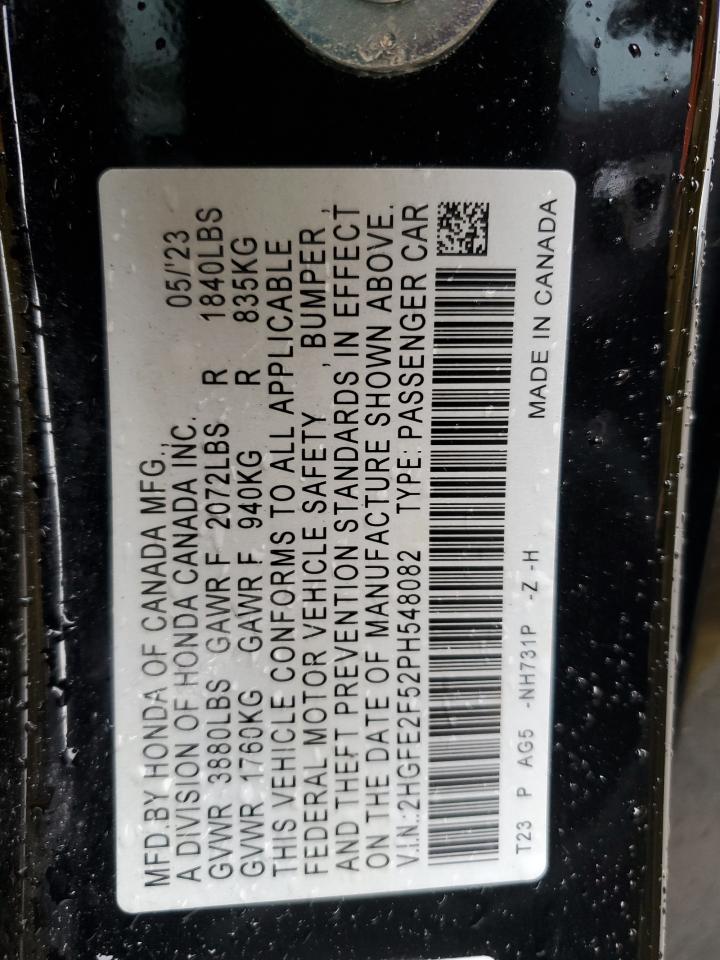 MFD.BY HONDA OF CANADA MFG.,
A DIVISION OF HONDA CANADA INC. 05/'23
GVWR 3880LBS GAWR F 2072LBS R 1840LBS
GVWR 1760KG GAWR F 940KG R 835KG
THIS VEHICLE CONFORMS TO ALL APPLICABLE
FEDERAL MOTOR VEHICLE SAFETY , BUMPER ,
AND THEFT PREVENTION STANDARDS IN EFFECT
ON THE DATE OF MANUFACTURE SHOWN ABOVE.
V.I.N.:2HGFE2F52PH548082 TYPE: PASSENGER CAR
T23 P AG5 -NH731P -Z -H MADE IN CANADA